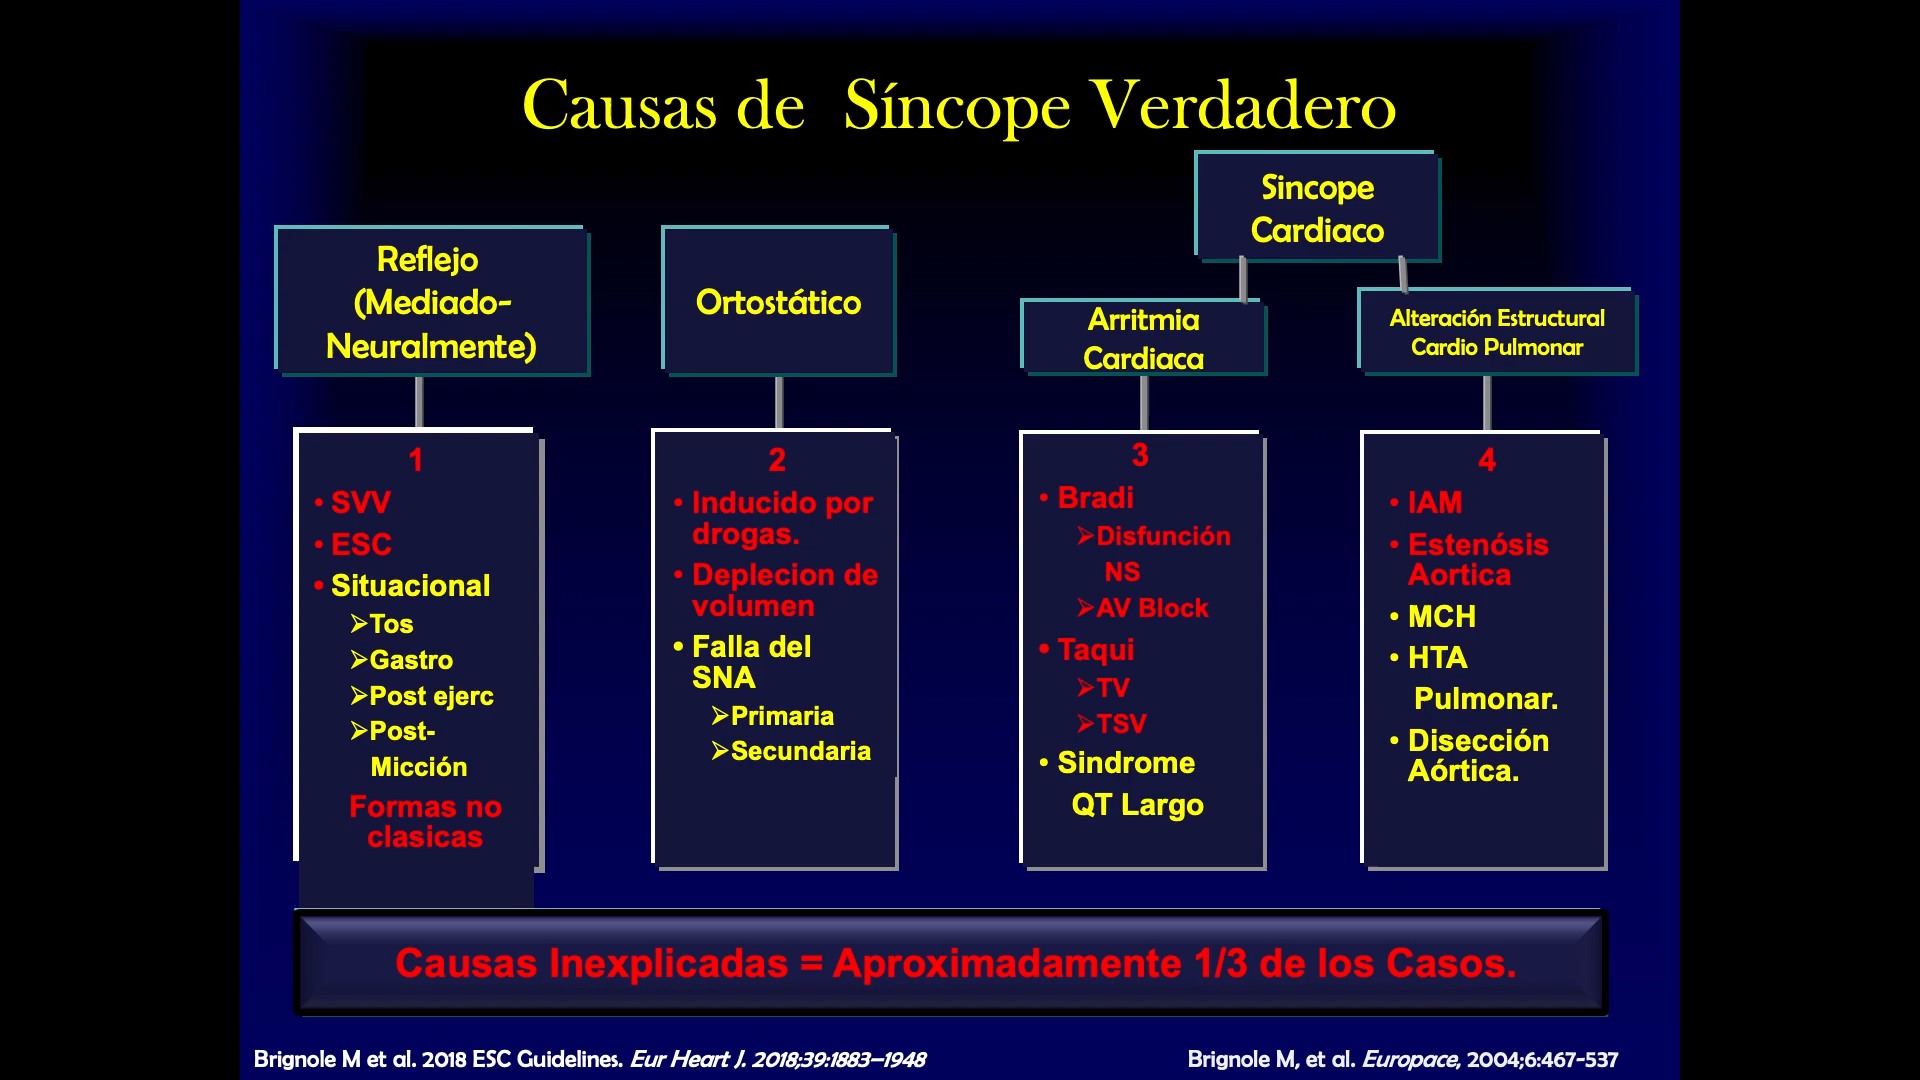 Causas de Síncope Verdadero
Sincope
Cardiaco
Reflejo
(Mediado-
Neuralmente)
Ortostático
Arritmia
Cardiaca
Alteración Estructural
Cardio Pulmonar
1
• SVV
• ESC
• Situacional
➢Tos
➢Gastro
➢Post ejerc
➢Post-
Micción
Formas no
clasicas
2
• Inducido por
drogas.
• Deplecion de
volumen
• Falla del
SNA
➢Primaria
➢Secundaria
3
• Bradi
➢Disfunción
NS
➢AV Block
• Taqui
➢TV
➢TSV
• Sindrome
QT Largo
4
• IAM
• Estenósis
Aortica
• MCH
• HTA
Pulmonar.
• Disección
Aórtica.
Causas Inexplicadas = Aproximadamente 1/3 de los Casos.
Brignole M et al. 2018 ESC Guidelines. Eur Heart J. 2018;39:1883–1948
Brignole M, et al. Europace, 2004;6:467-537